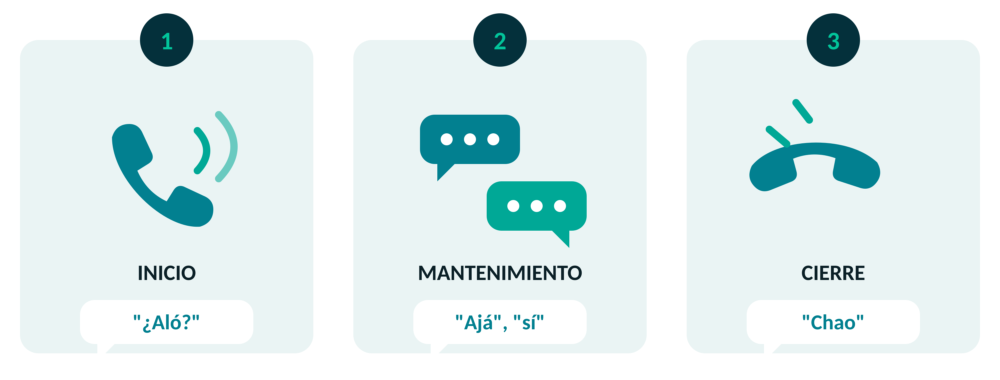 1
2
3
INICIO
MANTENIMIENTO
CIERRE
"¿Aló?"
"Ajá", "sí"
"Chao"